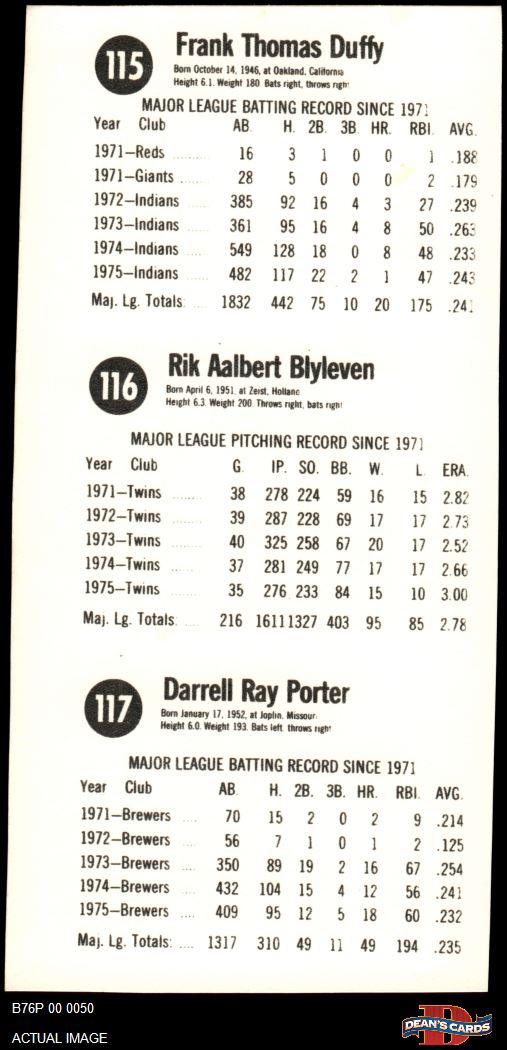 115
Frank Thomas Duffy
Born October 14, 1946, at Oakland, California
Height 6.1. Weight 180. Bats right, throws right
MAJOR LEAGUE BATTING RECORD SINCE 1971
Year Club AB. H. 2B. 3B. HR. RBI. AVG.
1971—Reds ........ 16 3 1 0 0 1 .188
1971—Giants ...... 28 5 0 0 0 2 .179
1972—Indians ..... 385 92 16 4 3 27 .239
1973—Indians ..... 361 95 16 4 8 50 .263
1974—Indians ..... 549 128 18 0 8 48 .233
1975—Indians ..... 482 117 22 2 1 47 .243
Maj. Lg. Totals: .... 1832 442 75 10 20 175 .241
116
Rik Aalbert Blyleven
Born April 6, 1951, at Zeist, Holland
Height 6.3. Weight 200. Throws right, bats right
MAJOR LEAGUE PITCHING RECORD SINCE 1971
Year Club G. IP. SO. BB. W. L. ERA.
1971—Twins ....... 38 278 224 59 16 15 2.82
1972—Twins ....... 39 287 228 69 17 17 2.73
1973—Twins ....... 40 325 258 67 20 17 2.52
1974—Twins ....... 37 281 249 77 17 17 2.66
1975—Twins ....... 35 276 233 84 15 10 3.00
Maj. Lg. Totals: .... 216 1611 1327 403 95 85 2.78
117
Darrell Ray Porter
Born January 17, 1952, at Joplin, Missouri
Height 6.0. Weight 193. Bats left, throws right
MAJOR LEAGUE BATTING RECORD SINCE 1971
Year Club AB. H. 2B. 3B. HR. RBI. AVG.
1971—Brewers .... 70 15 2 0 2 9 .214
1972—Brewers .... 56 7 1 0 1 2 .125
1973—Brewers .... 350 89 19 2 16 67 .254
1974—Brewers .... 432 104 15 4 12 56 .241
1975—Brewers .... 409 95 12 5 18 60 .232
Maj. Lg. Totals: .... 1317 310 49 11 49 194 .235
B76P 00 0050
ACTUAL IMAGE
D
DEAN'S CARDS